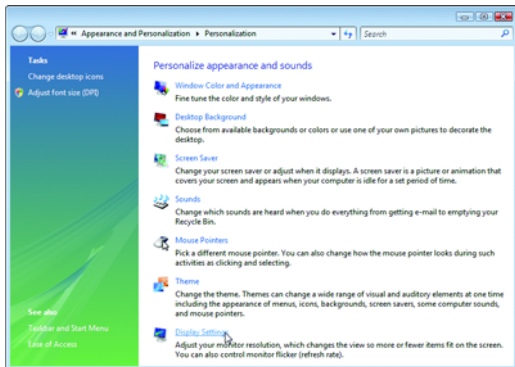 « Appearance and Personalization ▸ Personalization
Search
Tasks
Change desktop icons
Adjust font size (DPI)
Personalize appearance and sounds
Window Color and Appearance
Fine tune the color and style of your windows.
Desktop Background
Choose from available backgrounds or colors or use one of your own pictures to decorate the
desktop.
Screen Saver
Change your screen saver or adjust when it displays. A screen saver is a picture or animation that
covers your screen and appears when your computer is idle for a set period of time.
Sounds
Change which sounds are heard when you do everything from getting e-mail to emptying your
Recycle Bin.
Mouse Pointers
Pick a different mouse pointer. You can also change how the mouse pointer looks during such
activities as clicking and selecting.
Theme
Change the theme. Themes can change a wide range of visual and auditory elements at one time
including the appearance of menus, icons, backgrounds, screen savers, some computer sounds,
and mouse pointers.
Display Settings
Adjust your monitor resolution, which changes the view so more or fewer items fit on the screen.
You can also control monitor flicker (refresh rate).
See also
Taskbar and Start Menu
Ease of Access